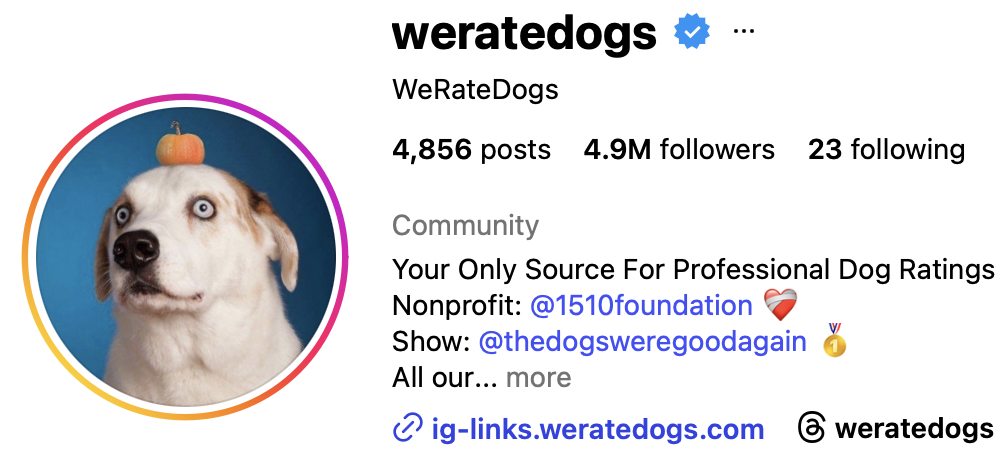 weratedogs
WeRateDogs
4,856 posts 4.9M followers 23 following
Community
Your Only Source For Professional Dog Ratings
Nonprofit: @1510foundation ❤️‍🩹
Show: @thedogsweregoodagain 🥇
All our... more
ig-links.weratedogs.com weratedogs